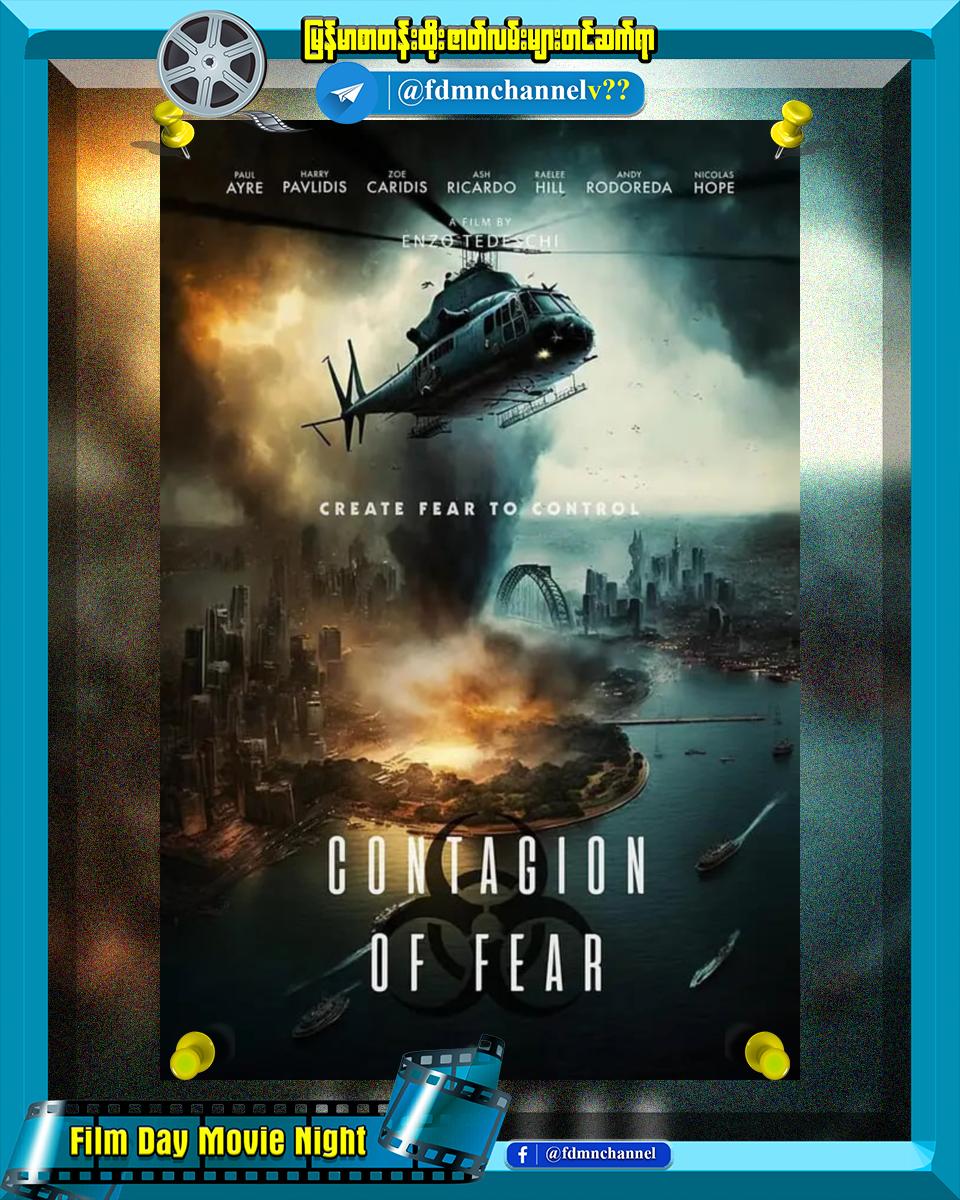 မြန်မာစာတန်းထိုးဇာတ်လမ်းများတင်ဆက်ရာ
@fdmnchannelv??
PAUL AYRE HARRY PAVLIDIS ZOE CARIDIS ASH RICARDO RAELEE HILL ANDY RODOREDA NICOLAS HOPE
A FILM BY
ENZO TEDESCHI
CREATE FEAR TO CONTROL
CONTAGION
OF FEAR
Film Day Movie Night
@fdmnchannel